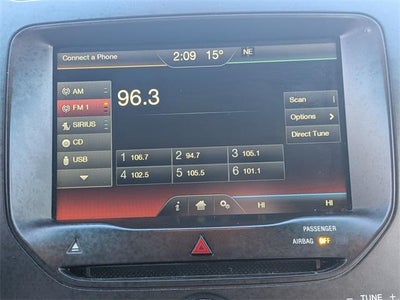 Connect a Phone 2:09 15° NE
AM
FM 1
SIRIUS
CD
USB
96.3
Scan
Options >
Direct Tune
1 106.7 2 94.7 3 105.1
4 102.5 5 105.5 6 101.1
i HI HI
PASSENGER
AIRBAG OFF
- TUNE +